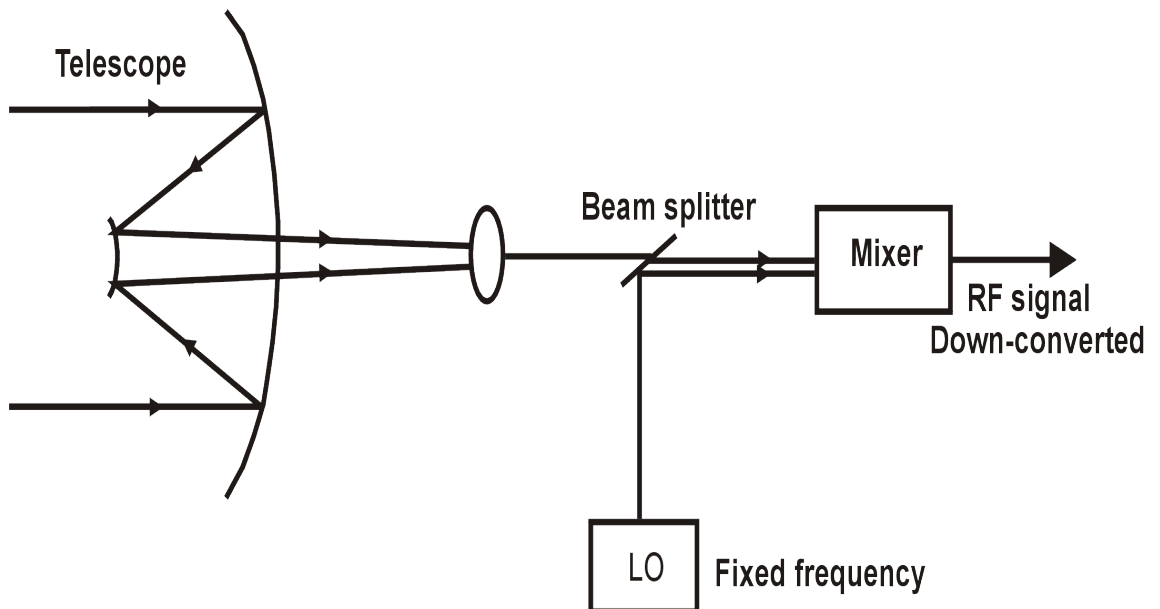 Telescope
Beam splitter
Mixer
RF signal
Down-converted
LO
Fixed frequency